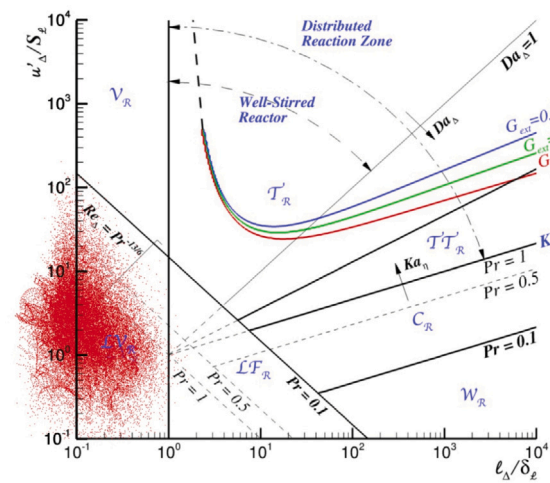 u'_Δ/S_ℓ
10^4
10^3
10^2
10^1
10^0
10^-1
Distributed
Reaction Zone
Well-Stirred
Reactor
Da_Δ=1
Da_Δ
𝒱_R
G_ext=0.
G_ext=
G
𝒯_R
𝒯𝒯_R
Re_Δ=Pr^-13/6
Ka_η
K
Pr = 1
Pr = 0.5
C_R
ℒ𝒱_R
ℒF_R
Pr = 0.1
Pr = 0.1
Pr = 0.5
Pr = 1
𝒲_R
10^-1
10^0
10^1
10^2
10^3
10^4
ℓ_Δ/δ_ℓ